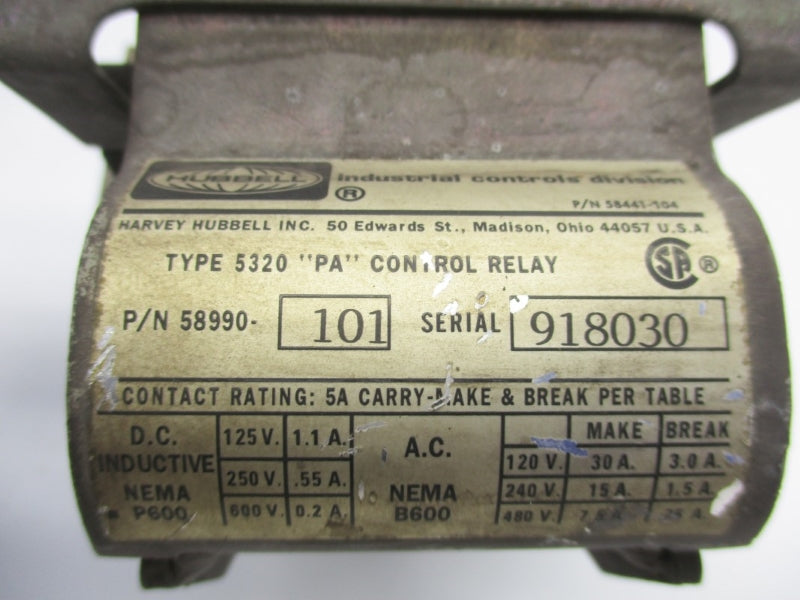 HUBBELL ® industrial controls division
P/N 58441-104
HARVEY HUBBELL INC. 50 Edwards St., Madison, Ohio 44057 U.S.A.
TYPE 5320 "PA" CONTROL RELAY SA ®
P/N 58990- 101 SERIAL 918030
CONTACT RATING: 5A CARRY-MAKE & BREAK PER TABLE
D.C. INDUCTIVE NEMA P600
125 V. 1.1 A.
250 V. .55 A.
600 V. 0.2 A.
A.C. NEMA B600
MAKE BREAK
120 V. 30 A. 3.0 A.
240 V. 15 A. 1.5 A.
480 V.